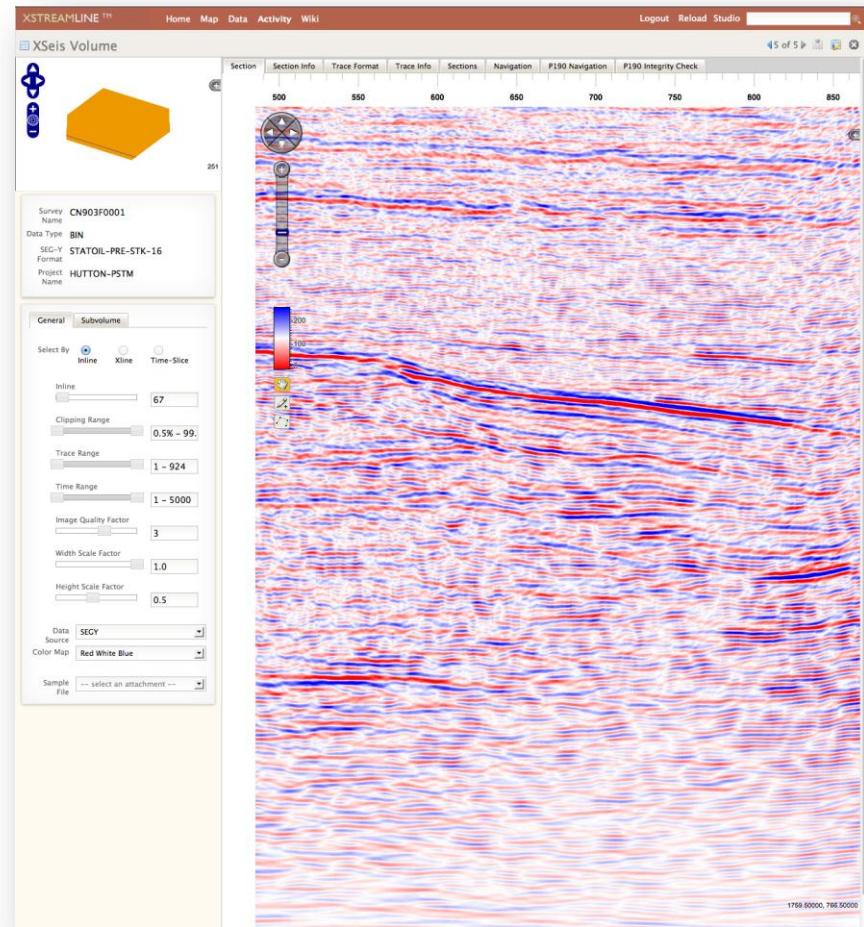 XSTREAMLINE ™ Home Map Data Activity Wiki Logout Reload Studio
XSeis Volume 5 of 5
Section Section Info Trace Format Trace Info Sections Navigation P190 Navigation P190 Integrity Check
500 550 600 650 700 750 800 850
251
Survey Name CN903F0001
Data Type BIN
SEG-Y Format STATOIL-PRE-STK-16
Project Name HUTTON-PSTM
General Subvolume
Select By Inline Xline Time-Slice
Inline
67
Clipping Range
0.5% - 99.
Trace Range
1 - 924
Time Range
1 - 5000
Image Quality Factor
3
Width Scale Factor
1.0
Height Scale Factor
0.5
Data Source SEGY
Color Map Red White Blue
Sample File -- select an attachment --
200
100
1759.50000, 766.50000